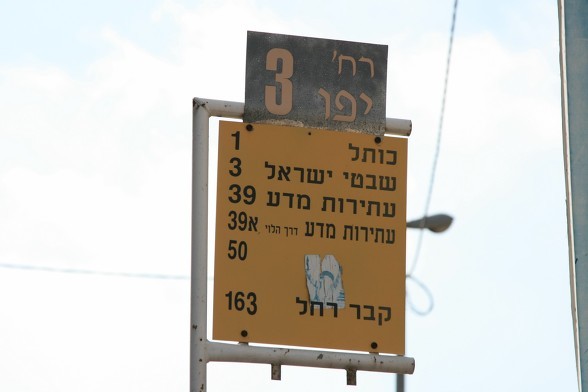 רח' 3
יפו
כותל 1
שבטי ישראל 3
עתירות מדע 39
עתירות מדע דרך הלוי 39א
50
קבר רחל 163